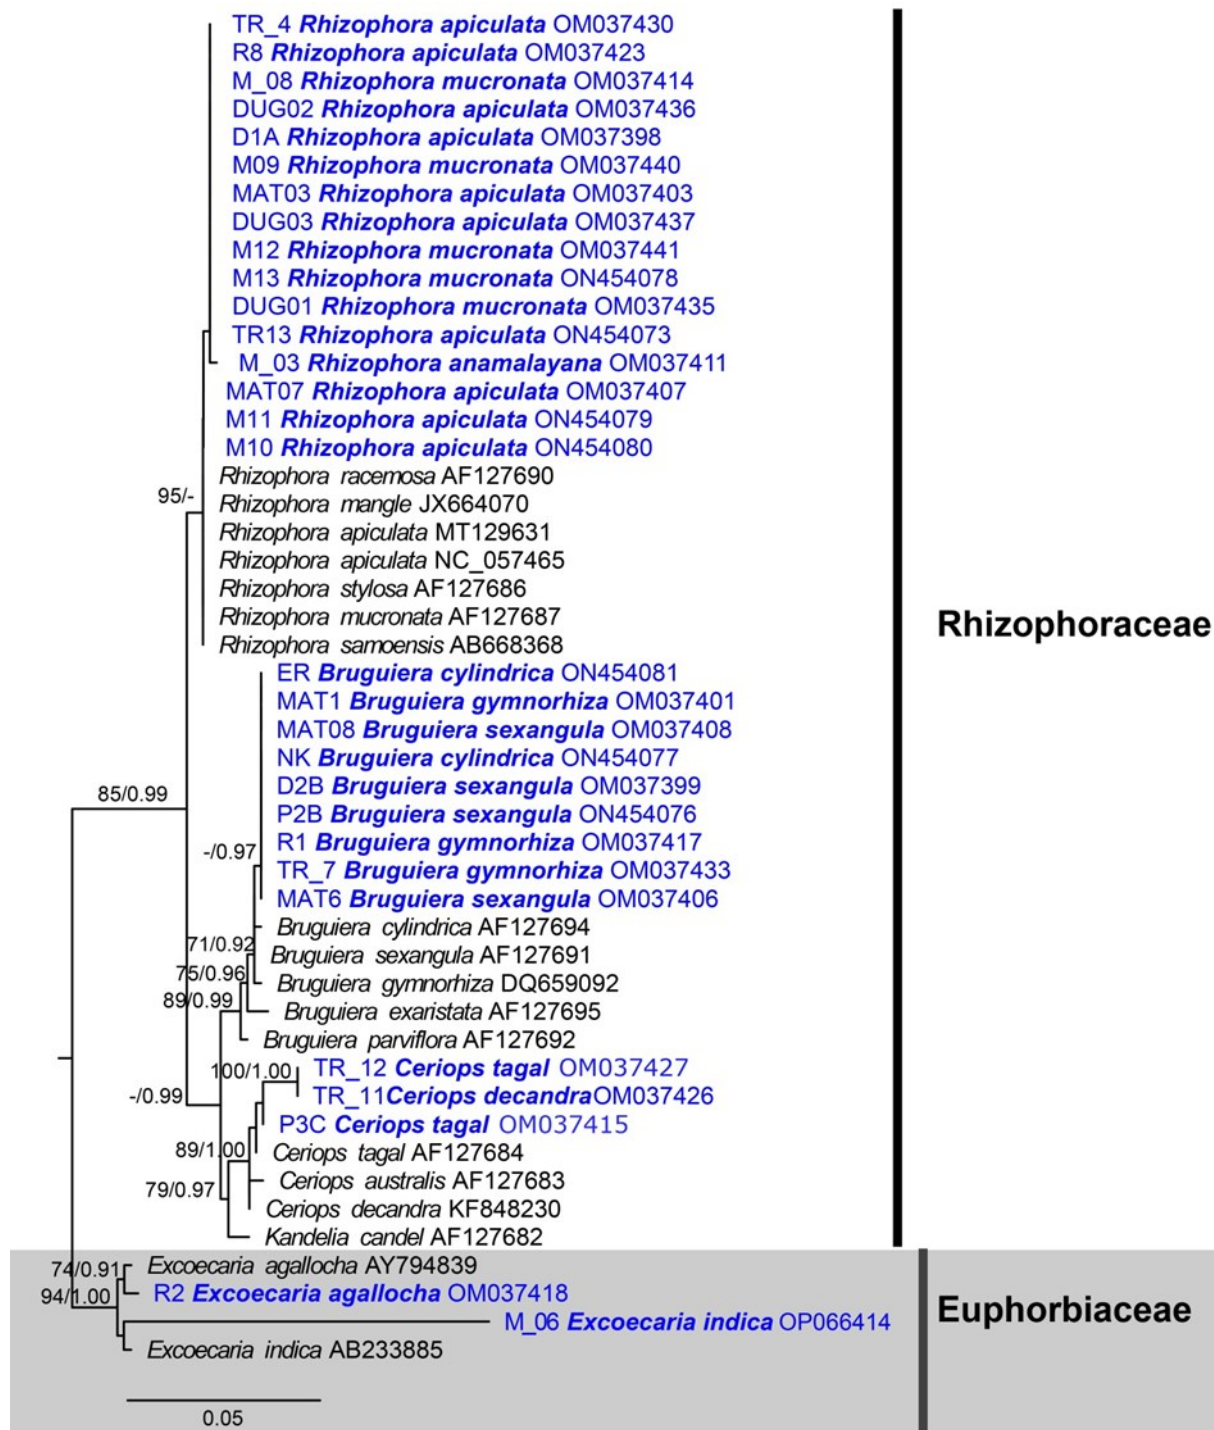 TR_4 Rhizophora apiculata OM037430
R8 Rhizophora apiculata OM037423
M_08 Rhizophora mucronata OM037414
DUG02 Rhizophora apiculata OM037436
D1A Rhizophora apiculata OM037398
M09 Rhizophora mucronata OM037440
MAT03 Rhizophora apiculata OM037403
DUG03 Rhizophora apiculata OM037437
M12 Rhizophora mucronata OM037441
M13 Rhizophora mucronata ON454078
DUG01 Rhizophora mucronata OM037435
TR13 Rhizophora apiculata ON454073
M_03 Rhizophora anamalayana OM037411
MAT07 Rhizophora apiculata OM037407
M11 Rhizophora apiculata ON454079
M10 Rhizophora apiculata ON454080
Rhizophora racemosa AF127690
95/-
Rhizophora mangle JX664070
Rhizophora apiculata MT129631
Rhizophora apiculata NC_057465
Rhizophora stylosa AF127686
Rhizophora mucronata AF127687
Rhizophoraceae
Rhizophora samoensis AB668368
ER Bruguiera cylindrica ON454081
MAT1 Bruguiera gymnorhiza OM037401
MAT08 Bruguiera sexangula OM037408
NK Bruguiera cylindrica ON454077
D2B Bruguiera sexangula OM037399
85/0.99
P2B Bruguiera sexangula ON454076
R1 Bruguiera gymnorhiza OM037417
-/0.97
TR_7 Bruguiera gymnorhiza OM037433
MAT6 Bruguiera sexangula OM037406
Bruguiera cylindrica AF127694
71/0.92
Bruguiera sexangula AF127691
75/0.96
Bruguiera gymnorhiza DQ659092
89/0.99
Bruguiera exaristata AF127695
Bruguiera parviflora AF127692
100/1.00
TR_12 Ceriops tagal OM037427
-/0.99
TR_11Ceriops decandraOM037426
P3C Ceriops tagal OM037415
89/1.00
Ceriops tagal AF127684
Ceriops australis AF127683
79/0.97
Ceriops decandra KF848230
Kandelia candel AF127682
74/0.91
Excoecaria agallocha AY794839
94/1.00
R2 Excoecaria agallocha OM037418
Euphorbiaceae
M_06 Excoecaria indica OP066414
Excoecaria indica AB233885
0.05